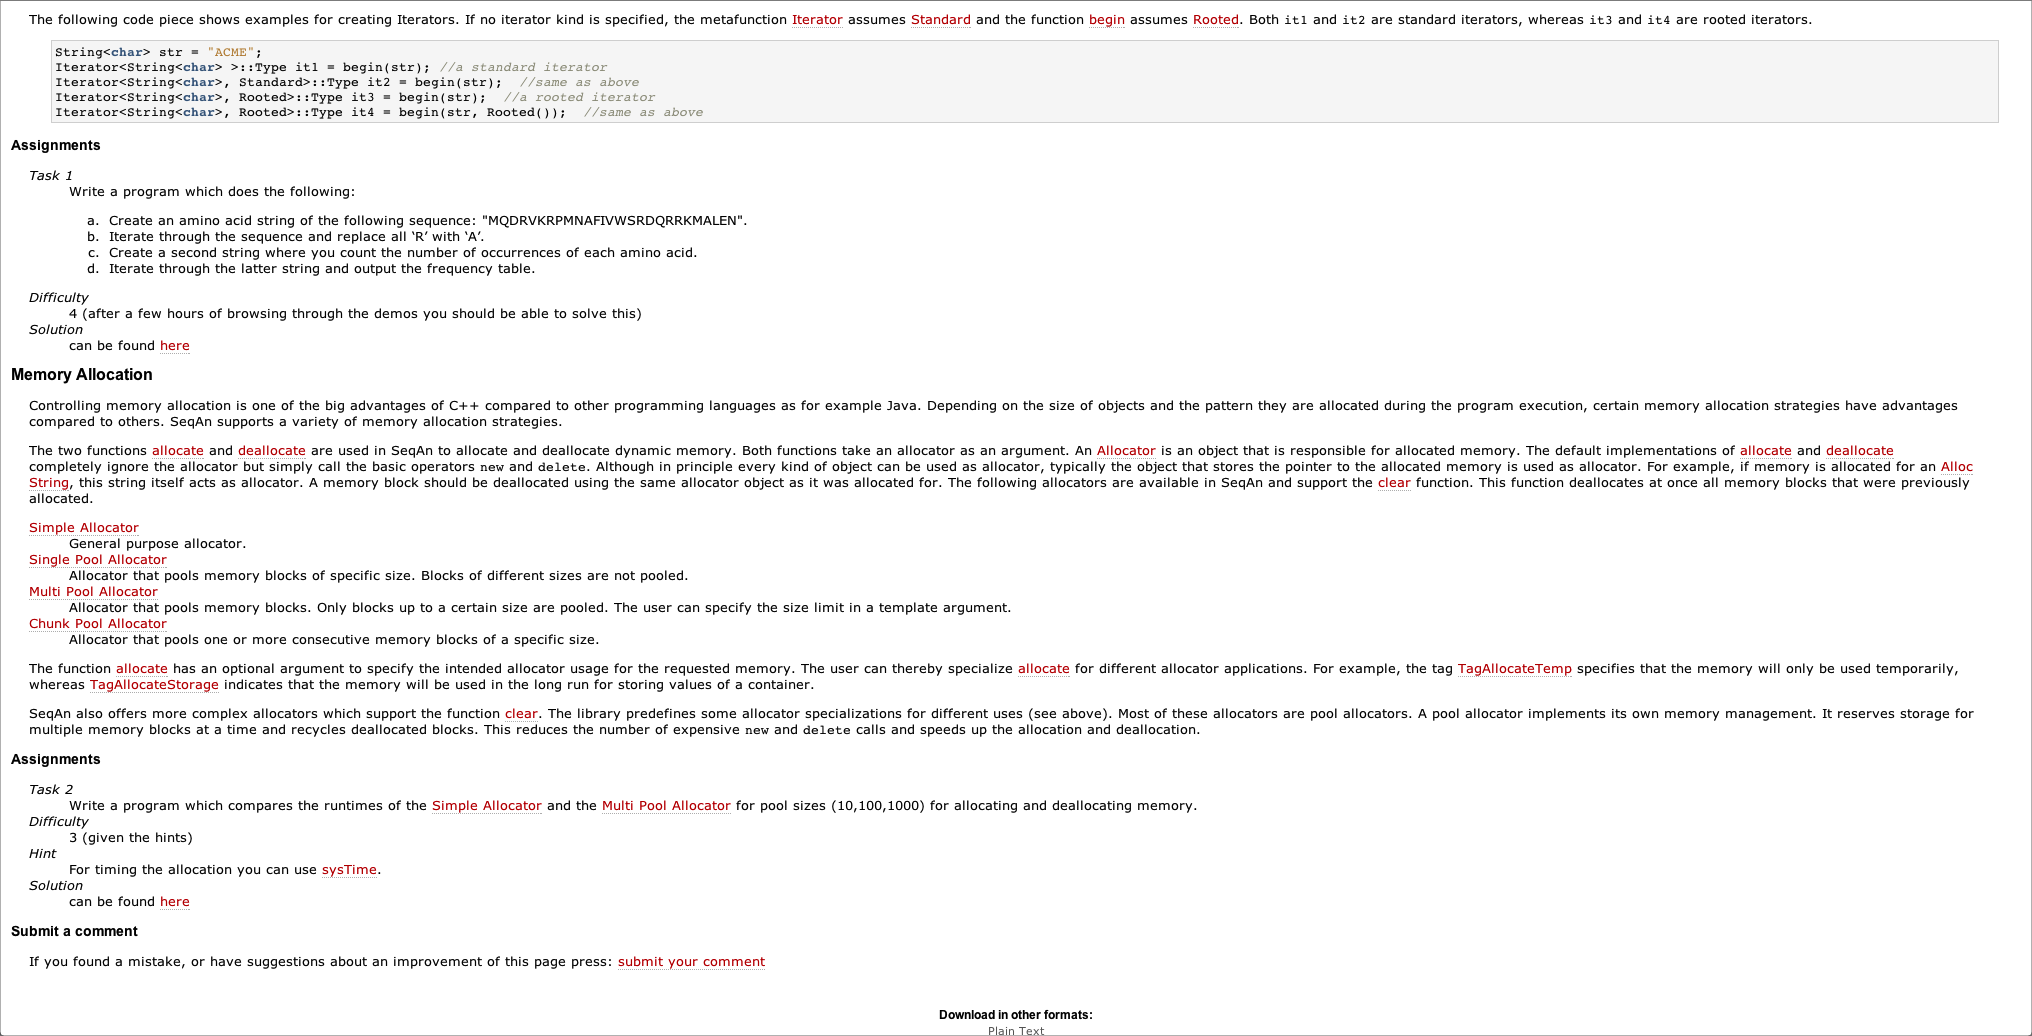 The following code piece shows examples for creating Iterators. If no iterator kind is specified, the metafunction Iterator assumes Standard and the function begin assumes Rooted. Both it1 and it2 are standard iterators, whereas it3 and it4 are rooted iterators.
String<char> str = "ACME";
Iterator<String<char> >::Type it1 = begin(str); //a standard iterator
Iterator<String<char>, Standard>::Type it2 = begin(str);  //same as above
Iterator<String<char>, Rooted>::Type it3 = begin(str);  //a rooted iterator
Iterator<String<char>, Rooted>::Type it4 = begin(str, Rooted());  //same as above
Assignments
Task 1
Write a program which does the following:
a. Create an amino acid string of the following sequence: "MQDRVKRPMNAFIVWSRDQRRKMALEN".
b. Iterate through the sequence and replace all ‘R’ with ‘A’.
c. Create a second string where you count the number of occurrences of each amino acid.
d. Iterate through the latter string and output the frequency table.
Difficulty
4 (after a few hours of browsing through the demos you should be able to solve this)
Solution
can be found here
Memory Allocation
Controlling memory allocation is one of the big advantages of C++ compared to other programming languages as for example Java. Depending on the size of objects and the pattern they are allocated during the program execution, certain memory allocation strategies have advantages
compared to others. SeqAn supports a variety of memory allocation strategies.
The two functions allocate and deallocate are used in SeqAn to allocate and deallocate dynamic memory. Both functions take an allocator as an argument. An Allocator is an object that is responsible for allocated memory. The default implementations of allocate and deallocate
completely ignore the allocator but simply call the basic operators new and delete. Although in principle every kind of object can be used as allocator, typically the object that stores the pointer to the allocated memory is used as allocator. For example, if memory is allocated for an Alloc
String, this string itself acts as allocator. A memory block should be deallocated using the same allocator object as it was allocated for. The following allocators are available in SeqAn and support the clear function. This function deallocates at once all memory blocks that were previously
allocated.
Simple Allocator
General purpose allocator.
Single Pool Allocator
Allocator that pools memory blocks of specific size. Blocks of different sizes are not pooled.
Multi Pool Allocator
Allocator that pools memory blocks. Only blocks up to a certain size are pooled. The user can specify the size limit in a template argument.
Chunk Pool Allocator
Allocator that pools one or more consecutive memory blocks of a specific size.
The function allocate has an optional argument to specify the intended allocator usage for the requested memory. The user can thereby specialize allocate for different allocator applications. For example, the tag TagAllocateTemp specifies that the memory will only be used temporarily,
whereas TagAllocateStorage indicates that the memory will be used in the long run for storing values of a container.
SeqAn also offers more complex allocators which support the function clear. The library predefines some allocator specializations for different uses (see above). Most of these allocators are pool allocators. A pool allocator implements its own memory management. It reserves storage for
multiple memory blocks at a time and recycles deallocated blocks. This reduces the number of expensive new and delete calls and speeds up the allocation and deallocation.
Assignments
Task 2
Write a program which compares the runtimes of the Simple Allocator and the Multi Pool Allocator for pool sizes (10,100,1000) for allocating and deallocating memory.
Difficulty
3 (given the hints)
Hint
For timing the allocation you can use sysTime.
Solution
can be found here
Submit a comment
If you found a mistake, or have suggestions about an improvement of this page press: submit your comment
Download in other formats:
Plain Text